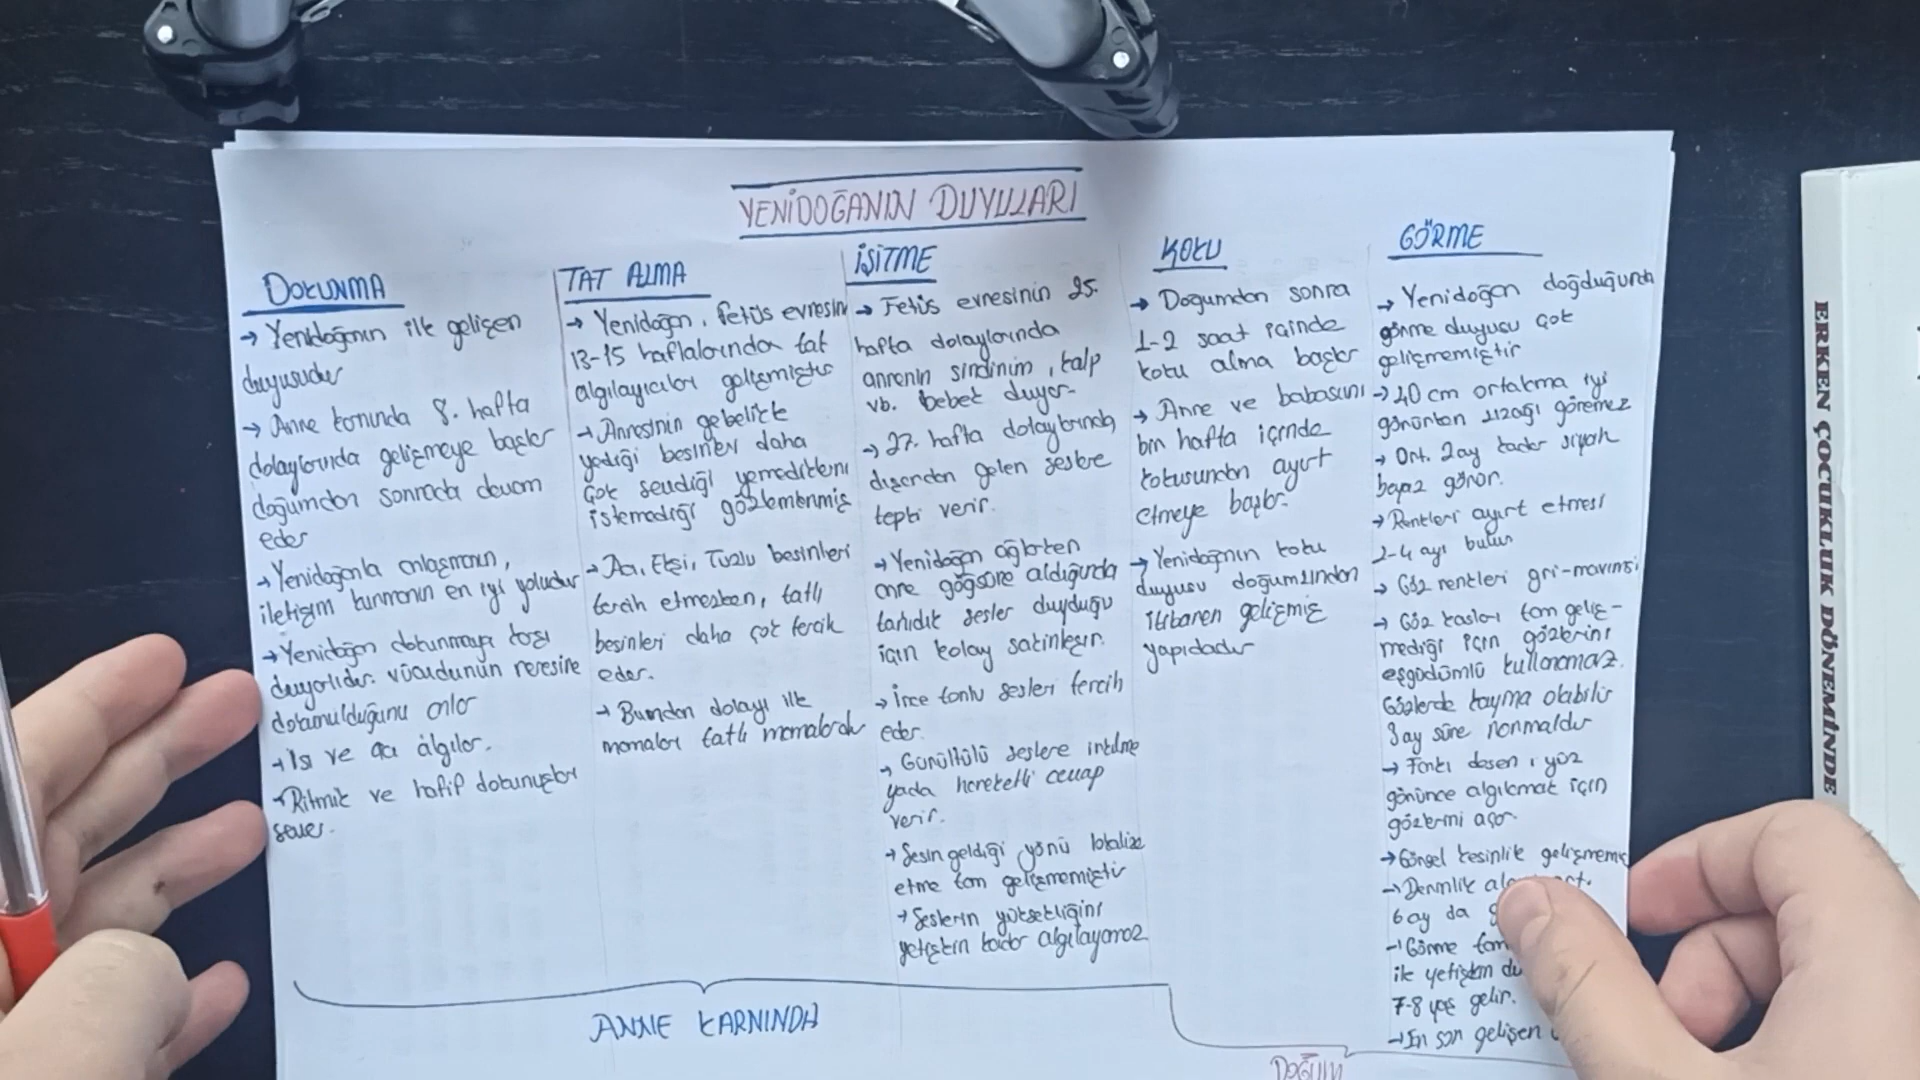 YENİDOĞANIN DUYULARI
DOKUNMA
→ Yenidoğanın ilk gelişen
duyusudur
→ Anne karnında 8. hafta
dolaylarında gelişmeye başlar
doğumdan sonrada devam
eder
→ Yenidoğanla anlaşmanın,
iletişim kurmanın en iyi yoludur
→ Yenidoğan dokunmaya karşı
duyarlıdır. vücudunun neresine
dokunulduğunu anlar
→ Isı ve acı algılar.
→ Ritmik ve hafif dokunuşları
sever.
TAT ALMA
→ Yenidoğan, fetüs evresin
13-15 haftalarında tat
algılayıcıları gelişmiştir
→ Annesinin gebelikte
yediği besinleri daha
çok sevdiği yemediklerini
istemediği gözlemlenmiş
→ Acı, Ekşi, Tuzlu besinleri
tercih etmezken, tatlı
besinleri daha çok tercih
eder.
→ Bundan dolayı ilk
mamaları tatlı mamalardır
İŞİTME
→ Fetüs evresinin 25.
hafta dolaylarında
annenin sindirim, kalp
vb. bebek duyar
→ 27. hafta dolaylarında
dışarıdan gelen seslere
tepki verir.
→ Yenidoğan ağlarken
anne göğsüne aldığında
tanıdık sesler duyduğu
için kolay sakinleşir.
→ İnce tonlu sesleri tercih
eder.
→ Gürültülü seslere irkilme
yada hareketli cevap
verir.
→ Sesin geldiği yönü lokalize
etme tam gelişmemiştir
→ Seslerin yüksekliğini
yetişkin kadar algılayamaz
KOKU
→ Doğumdan sonra
1-2 saat içinde
koku alma başlar
→ Anne ve babasını
bir hafta içinde
kokusundan ayırt
etmeye başlar.
→ Yenidoğanın koku
duyusu doğumundan
itibaren gelişmiş
yapıdadır
GÖRME
→ Yenidoğan doğduğunda
görme duyusu çok
gelişmemiştir
→ 20 cm ortalama iyi
görürken uzağı göremez
→ Ort. 2 ay kadar siyah
beyaz görür.
→ Renkleri ayırt etmesi
2-4 ayı bulur
→ Göz renkleri gri-mavimsi
→ Göz kasları tam geliş-
mediği için gözlerini
eşgüdümlü kullanamaz.
Gözlerde kayma olabilir
3 ay süre normaldir
→ Farklı desen, yüz
görünce algılamak için
gözlerini açar
→ Görsel keskinlik gelişmemiş
→ Derinlik
6 ay da
→ Görme tam
ile yetişkin
7-8 yaş gelir.
→ En son gelişen
ANNE KARNINDA
DOĞUM
ERKEN ÇOCUKLUK DÖNEMİNDE